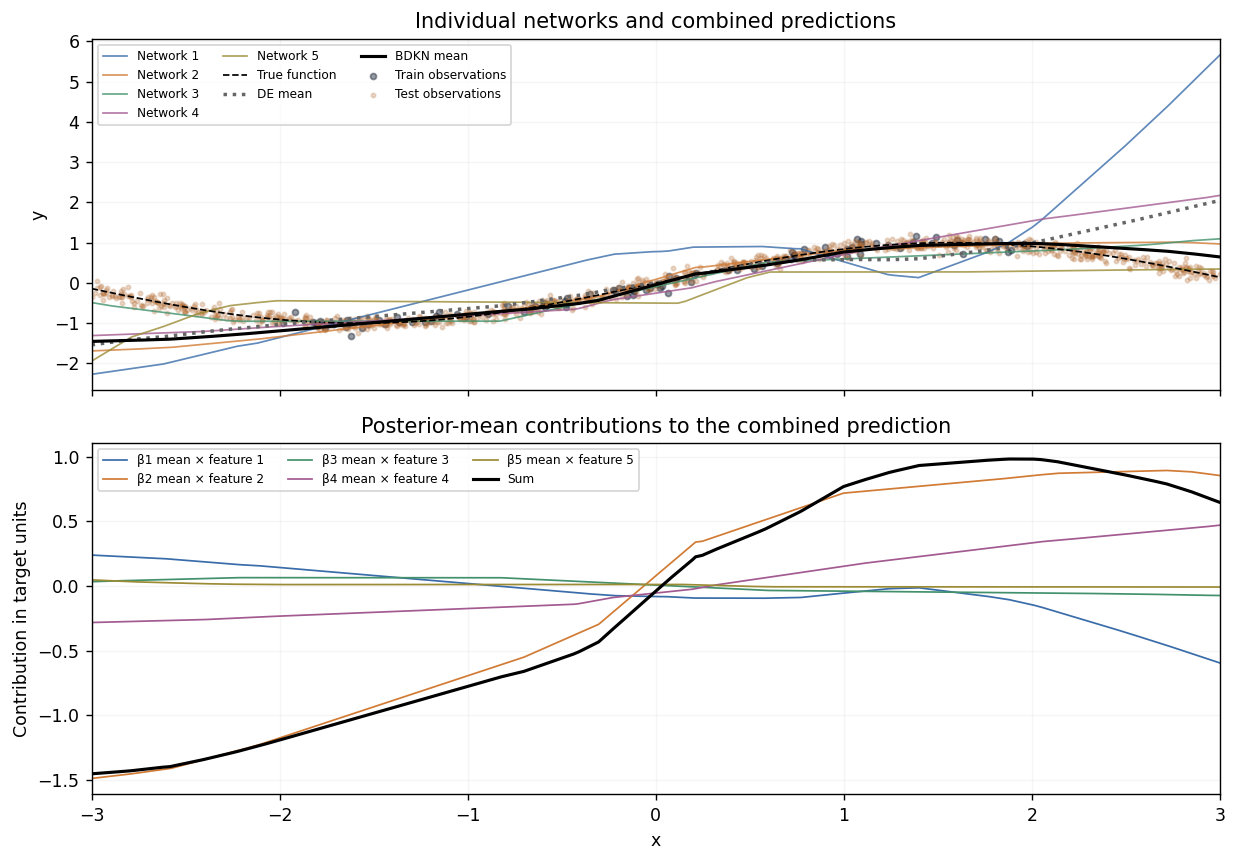 Individual networks and combined predictions
6
5
4
3
2
1
0
−1
−2
y
Network 1
Network 2
Network 3
Network 4
Network 5
True function
DE mean
BDKN mean
Train observations
Test observations
Posterior-mean contributions to the combined prediction
1.0
0.5
0.0
−0.5
−1.0
−1.5
Contribution in target units
β1 mean × feature 1
β2 mean × feature 2
β3 mean × feature 3
β4 mean × feature 4
β5 mean × feature 5
Sum
−3
−2
−1
0
1
2
3
x